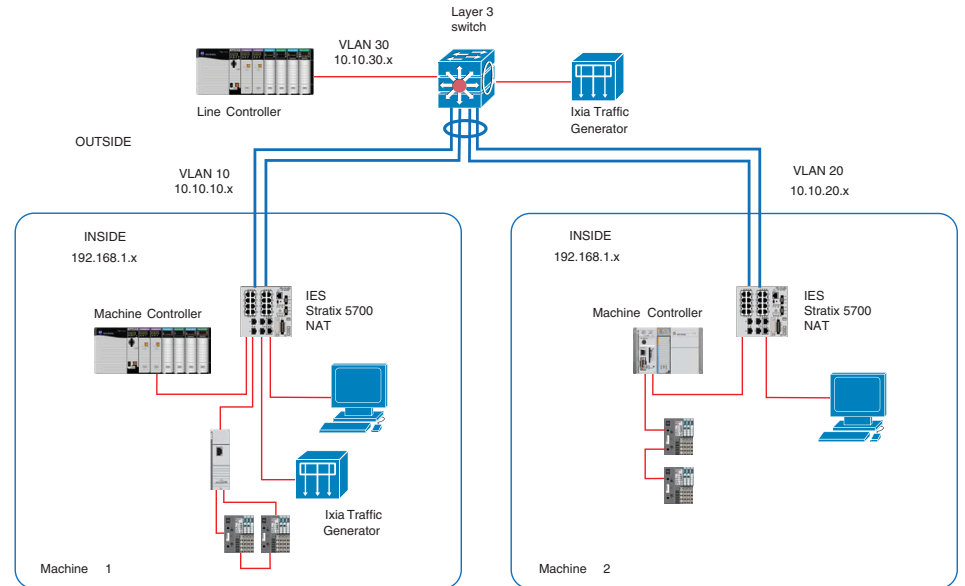 Layer 3
switch
VLAN 30
10.10.30.x
Line Controller
Ixia Traffic
Generator
OUTSIDE
VLAN 10
10.10.10.x
VLAN 20
10.10.20.x
INSIDE
192.168.1.x
IES
Stratix 5700
NAT
Machine Controller
Ixia Traffic
Generator
Machine 1
INSIDE
192.168.1.x
IES
Stratix 5700
NAT
Machine Controller
Machine 2